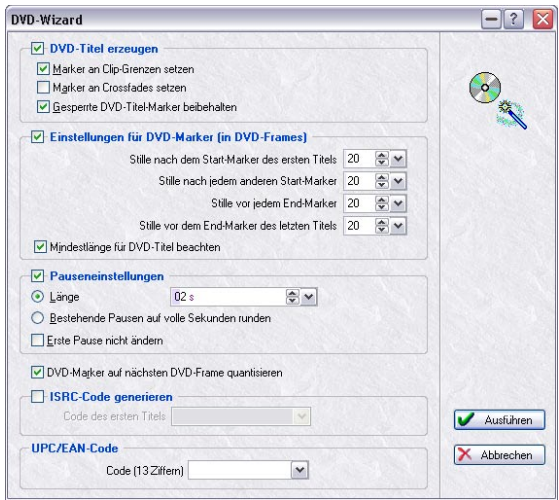 DVD-Wizard
DVD-Titel erzeugen
Marker an Clip-Grenzen setzen
Marker an Crossfades setzen
Gesperrte DVD-Titel-Marker beibehalten
Einstellungen für DVD-Marker (in DVD-Frames)
Stille nach dem Start-Marker des ersten Titels 20
Stille nach jedem anderen Start-Marker 20
Stille vor jedem End-Marker 20
Stille vor dem End-Marker des letzten Titels 20
Mindestlänge für DVD-Titel beachten
Pauseneinstellungen
Länge 02 s
Bestehende Pausen auf volle Sekunden runden
Erste Pause nicht ändern
DVD-Marker auf nächsten DVD-Frame quantisieren
ISRC-Code generieren
Code des ersten Titels
Ausführen
UPC/EAN-Code
Abbrechen
Code (13 Ziffern)